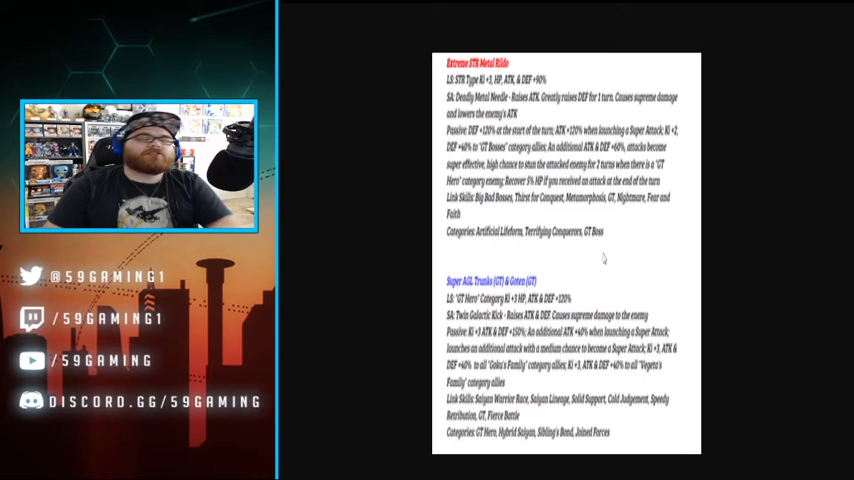 @59GAMING1
/59GAMING1
/59GAMING
DISCORD.GG/59GAMING
Extreme STR Metal Rildo
LS: STR Type Ki +3, HP, ATK, & DEF +90%
SA: Deadly Metal Needle - Raises ATK. Greatly raises DEF for 1 turn. Causes supreme damage
and lowers the enemy's ATK
Passive: DEF +120% at the start of the turn; ATK +120% when launching a Super Attack; Ki +2,
DEF +40% to "GT Bosses" category allies; An additional ATK & DEF +60%, attacks become
super effective, high chance to stun the attacked enemy for 2 turns when there is a "GT
Hero" category enemy; Recover 5% HP if you received an attack at the end of the turn
Link Skills: Big Bad Bosses, Thirst for Conquest, Metamorphosis, GT, Nightmare, Fear and
Faith
Categories: Artificial Lifeform, Terrifying Conquerors, GT Boss
Super AGL Trunks (GT) & Goten (GT)
LS: "GT Hero" Category Ki +3 HP, ATK & DEF +120%
SA: Twin Galactic Kick - Raises ATK & DEF. Causes supreme damage to the enemy
Passive: Ki +3 ATK & DEF +150%; An additional ATK +40% when launching a Super Attack;
launches an additional attack with a medium chance to become a Super Attack; Ki +3, ATK &
DEF +40% to all "Goku's Family" category allies; Ki +3, ATK & DEF +40% to all "Vegeta's
Family" category allies
Link Skills: Saiyan Warrior Race, Saiyan Lineage, Solid Support, Cold Judgement, Speedy
Retribution, GT, Fierce Battle
Categories: GT Hero, Hybrid Saiyan, Sibling's Bond, Joined Forces